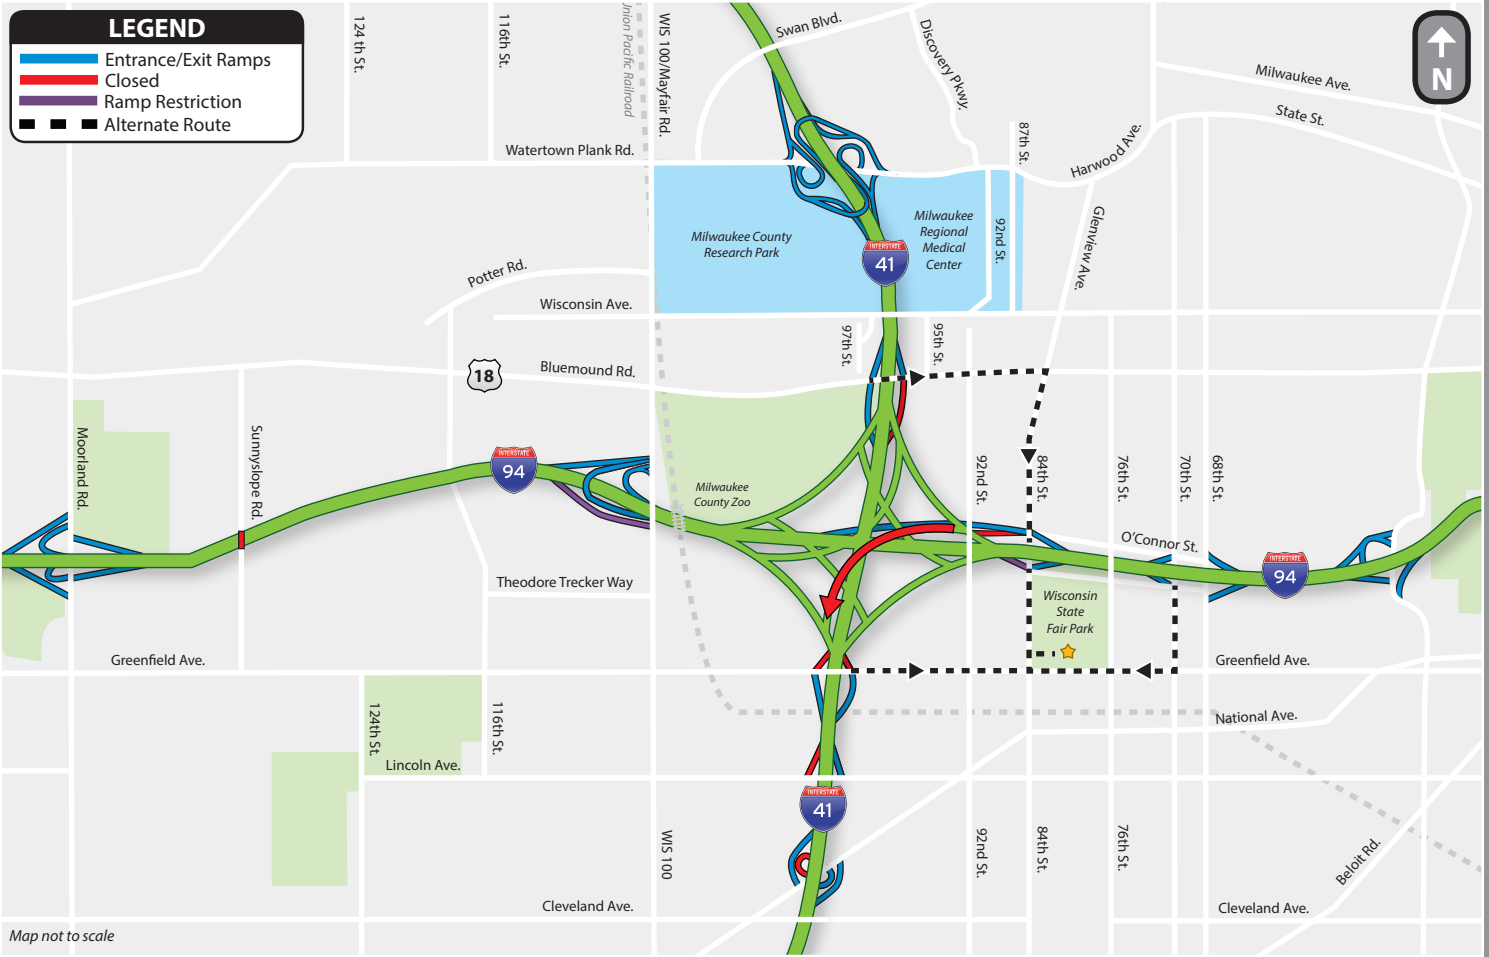 LEGEND
Entrance/Exit Ramps
Closed
Ramp Restriction
Alternate Route
124 th St.
116th St.
Union Pacific Railroad
WIS 100/Mayfair Rd.
Swan Blvd.
Discovery Pkwy.
87th St.
Harwood Ave.
Milwaukee Ave.
State St.
N
Watertown Plank Rd.
Milwaukee County
Research Park
Milwaukee
Regional
Medical
Center
92nd St.
Glenview Ave.
INTERSTATE
41
Potter Rd.
Wisconsin Ave.
97th St.
95th St.
18
Bluemound Rd.
Moorland Rd.
Sunnyslope Rd.
INTERSTATE
94
Milwaukee
County Zoo
92nd St.
84th St.
76th St.
70th St.
68th St.
O'Connor St.
INTERSTATE
94
Theodore Trecker Way
Wisconsin
State
Fair Park
Greenfield Ave.
Greenfield Ave.
124th St.
116th St.
National Ave.
Lincoln Ave.
INTERSTATE
41
WIS 100
92nd St.
84th St.
76th St.
Beloit Rd.
Cleveland Ave.
Cleveland Ave.
Map not to scale